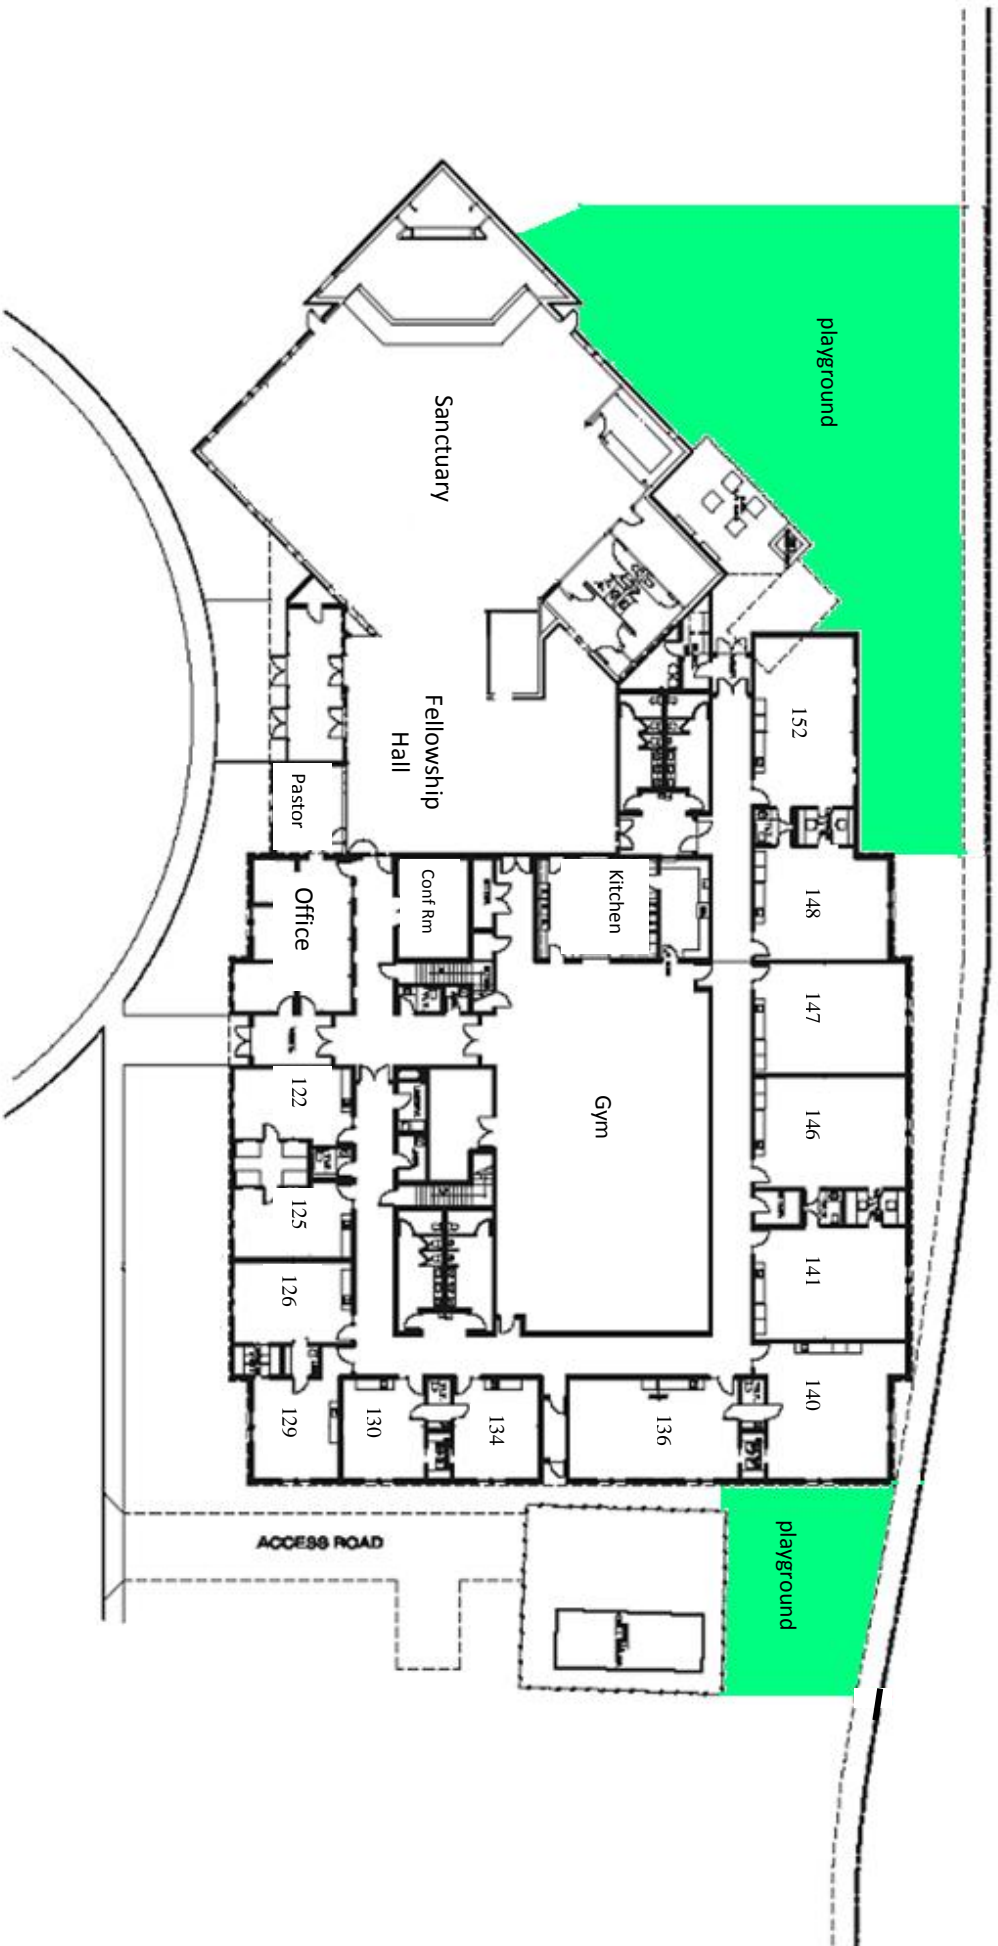 playground
Sanctuary
Fellowship
Hall
152
Pastor
Office
Conf Rm
Kitchen
148
147
Gym
146
122
125
141
126
140
129
130
134
136
ACCESS ROAD
playground